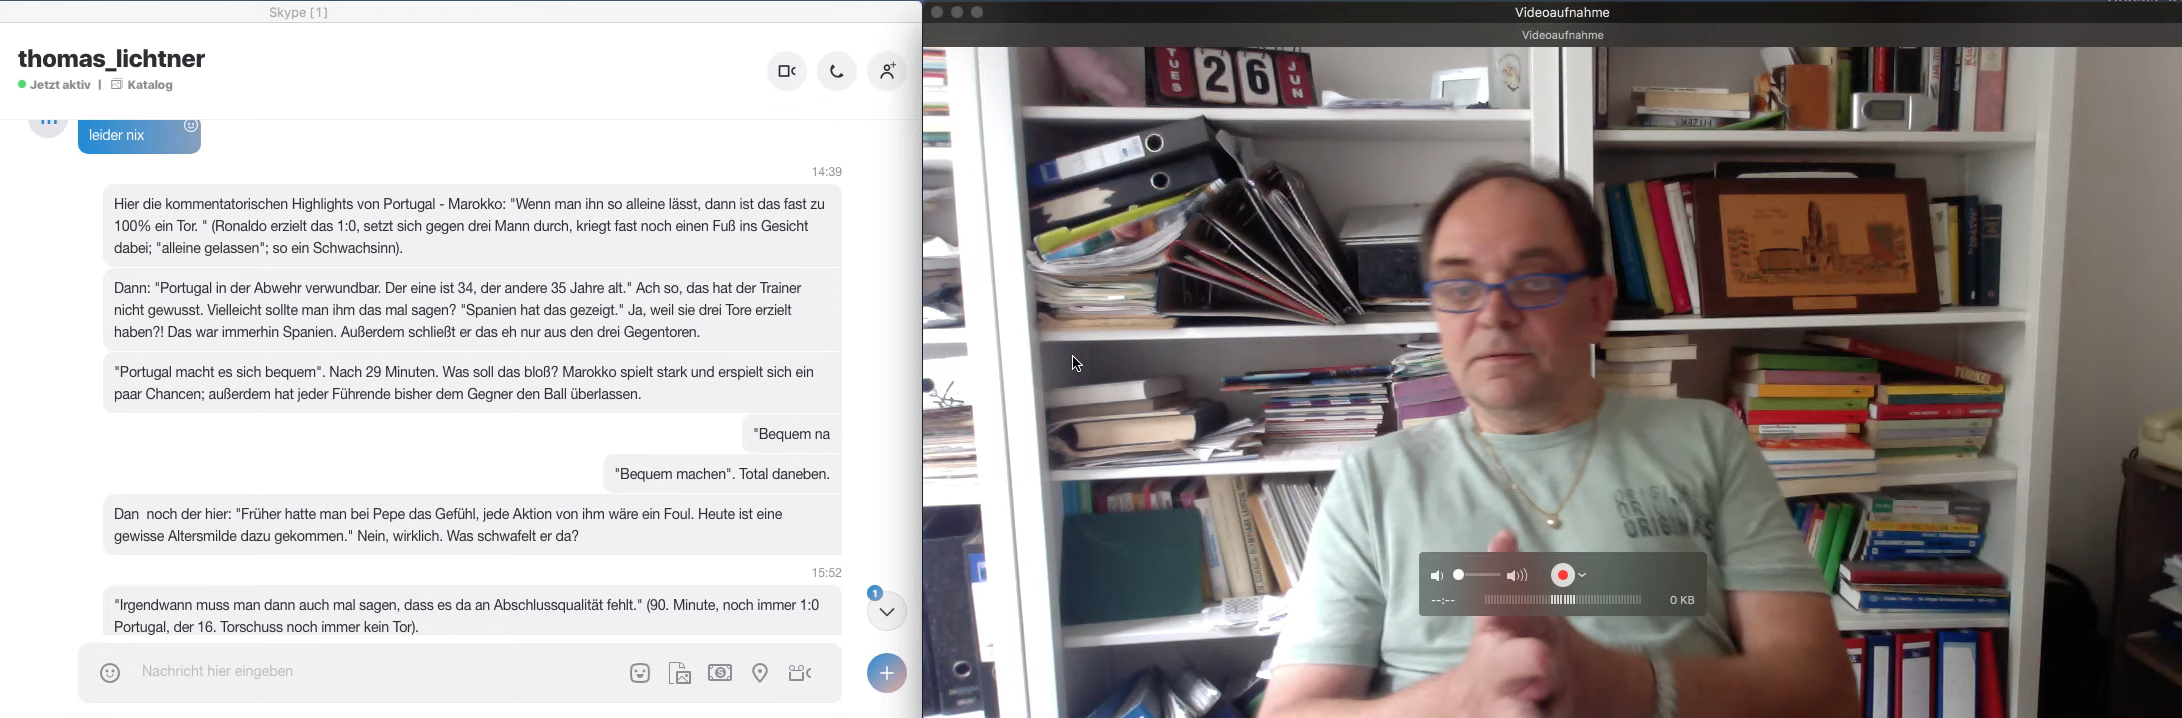 Skype [1]
thomas_lichtner
Jetzt aktiv | Katalog
leider nix
14:39
Hier die kommentatorischen Highlights von Portugal - Marokko: "Wenn man ihn so alleine lässt, dann ist das fast zu
100% ein Tor. " (Ronaldo erzielt das 1:0, setzt sich gegen drei Mann durch, kriegt fast noch einen Fuß ins Gesicht
dabei; "alleine gelassen"; so ein Schwachsinn).
Dann: "Portugal in der Abwehr verwundbar. Der eine ist 34, der andere 35 Jahre alt." Ach so, das hat der Trainer
nicht gewusst. Vielleicht sollte man ihm das mal sagen? "Spanien hat das gezeigt." Ja, weil sie drei Tore erzielt
haben?! Das war immerhin Spanien. Außerdem schließt er das eh nur aus den drei Gegentoren.
"Portugal macht es sich bequem". Nach 29 Minuten. Was soll das bloß? Marokko spielt stark und erspielt sich ein
paar Chancen; außerdem hat jeder Führende bisher dem Gegner den Ball überlassen.
"Bequem na
"Bequem machen". Total daneben.
Dan noch der hier: "Früher hatte man bei Pepe das Gefühl, jede Aktion von ihm wäre ein Foul. Heute ist eine
gewisse Altersmilde dazu gekommen." Nein, wirklich. Was schwafelt er da?
15:52
"Irgendwann muss man dann auch mal sagen, dass es da an Abschlussqualität fehlt." (90. Minute, noch immer 1:0
Portugal, der 16. Torschuss noch immer kein Tor).
1
Nachricht hier eingeben
Videoaufnahme
Videoaufnahme
TUES 26 JUN
FITZEK
TÜRKEI
ORIGINAL
ORIGINAL
ORIGINAS
--:--
0 KB